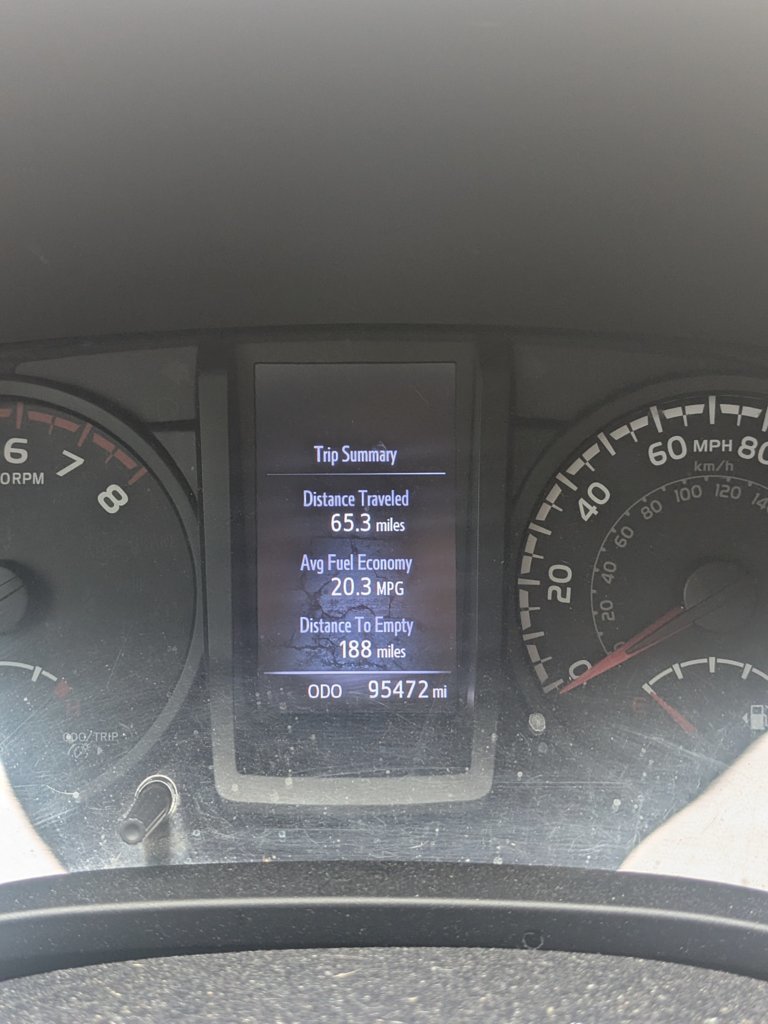 Trip Summary
Distance Traveled
65.3 miles
Avg Fuel Economy
20.3 MPG
Distance To Empty
188 miles
ODO 95472 mi
6
7
8
0RPM
ODO/TRIP
0
20
40
60 MPH 80
km/h
0
20
40
60
80
100
120
E